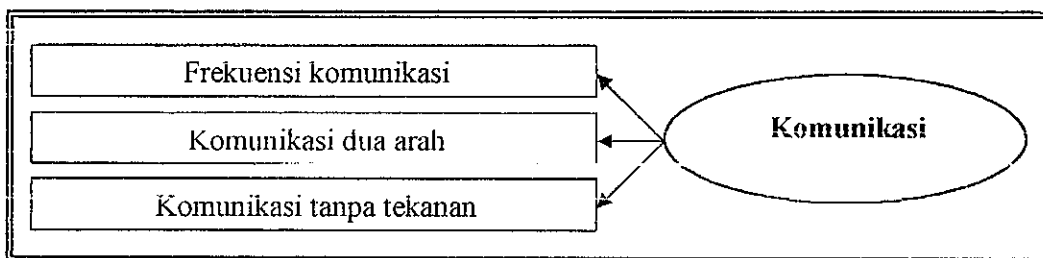 Frekuensi komunikasi
Komunikasi dua arah
Komunikasi tanpa tekanan
Komunikasi